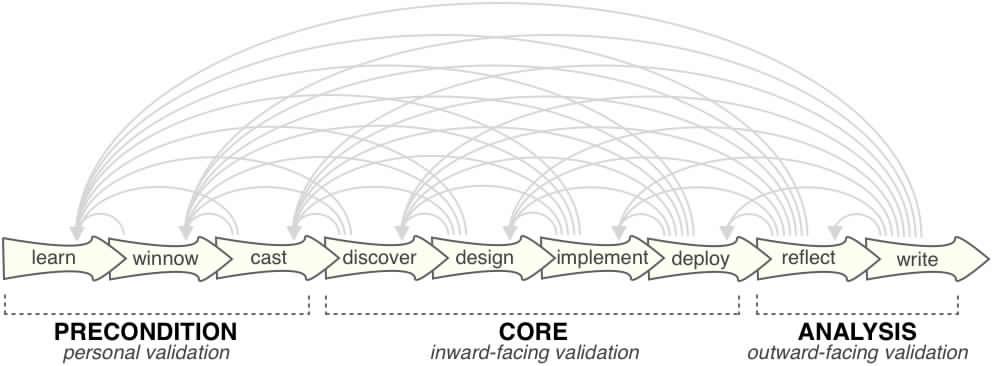 learn winnow cast discover design implement deploy reflect write
PRECONDITION CORE ANALYSIS
personal validation inward-facing validation outward-facing validation